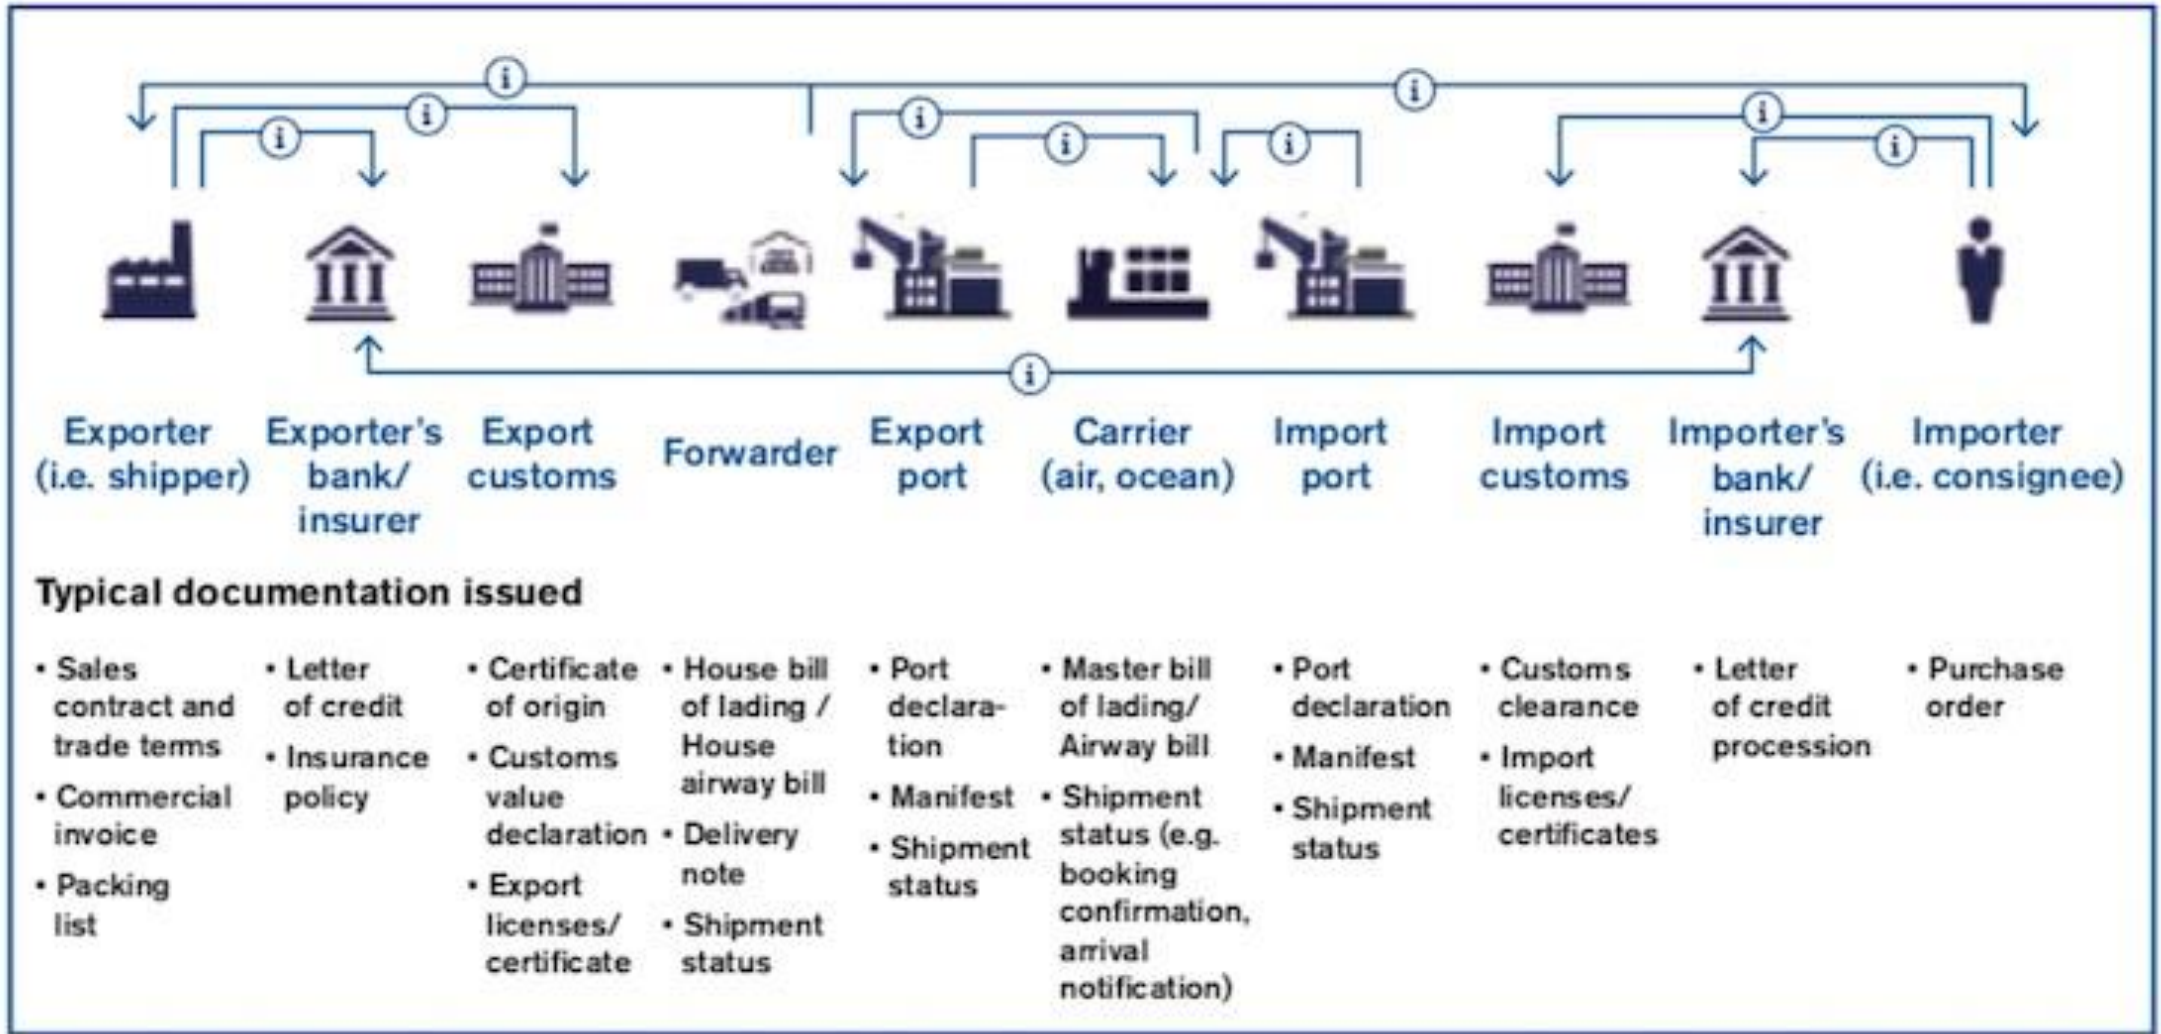 i
i
i
i
i
i
i
i
i
i
Exporter
(i.e. shipper)
Exporter's
bank/
insurer
Export
customs
Forwarder
Export
port
Carrier
(air, ocean)
Import
port
Import
customs
Importer's
bank/
insurer
Importer
(i.e. consignee)
Typical documentation issued
• Sales
contract and
trade terms
• Commercial
invoice
• Packing
list
• Letter
of credit
• Insurance
policy
• Certificate
of origin
• Customs
value
declaration
• Export
licenses/
certificate
• House bill
of lading /
House
airway bill
• Delivery
note
• Shipment
status
• Port
declara-
tion
• Manifest
• Shipment
status
• Master bill
of lading/
Airway bill
• Shipment
status (e.g.
booking
confirmation,
arrival
notification)
• Port
declaration
• Manifest
• Shipment
status
• Customs
clearance
• Import
licenses/
certificates
• Letter
of credit
procession
• Purchase
order